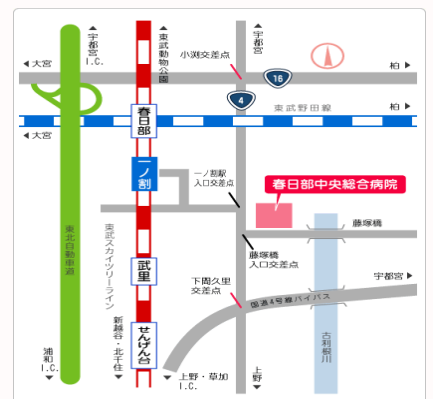 宇都宮
I.C.
東武動物公園
宇都宮
小渕交差点
大宮
柏
16
4
東武野田線
柏
大宮
春日部
一ノ割
一ノ割駅
入口交差点
春日部中央総合病院
藤塚橋
東北自動車道
東武スカイツリーライン
武里
藤塚橋
入口交差点
下間久里
交差点
宇都宮
国道4号線バイパス
古利根川
新越谷・北千住
せんげん台
浦和
I.C.
上野・草加
I.C.
上野